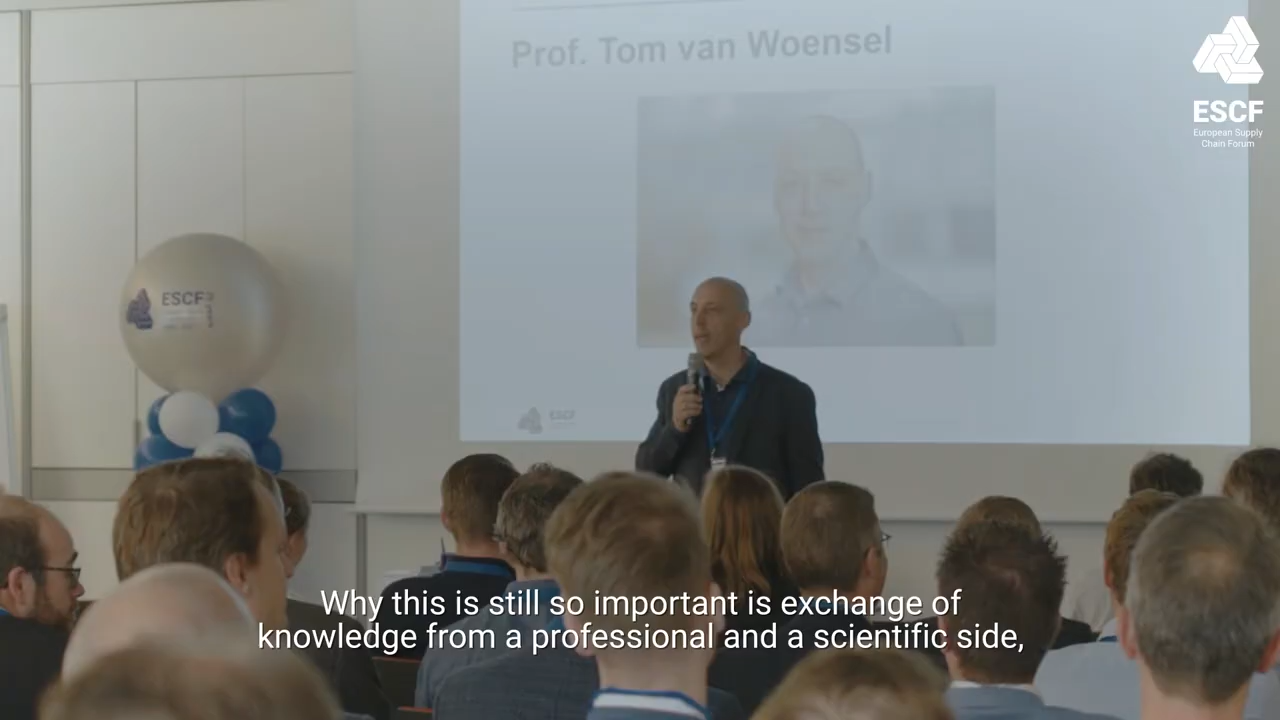 Prof. Tom van Woensel
ESCF
European Supply
Chain Forum
ESCF
ESCF
Why this is still so important is exchange of
knowledge from a professional and a scientific side,